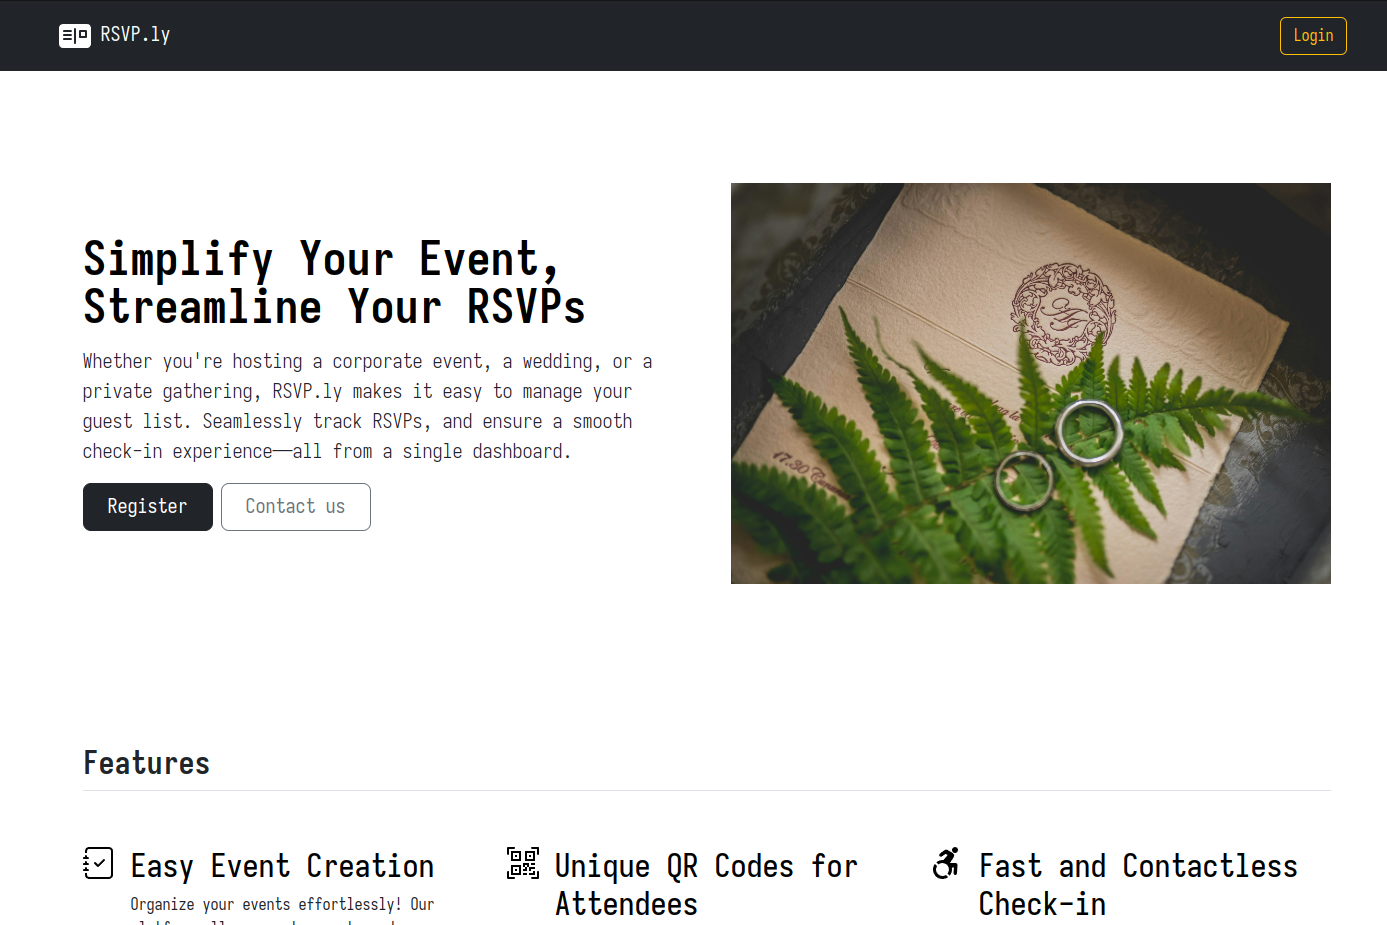 RSVP.ly
Login
Simplify Your Event,
Streamline Your RSVPs
Whether you're hosting a corporate event, a wedding, or a
private gathering, RSVP.ly makes it easy to manage your
guest list. Seamlessly track RSVPs, and ensure a smooth
check-in experience—all from a single dashboard.
Register
Contact us
17.30
Features
Easy Event Creation
Organize your events effortlessly! Our
Unique QR Codes for
Attendees
Fast and Contactless
Check-in